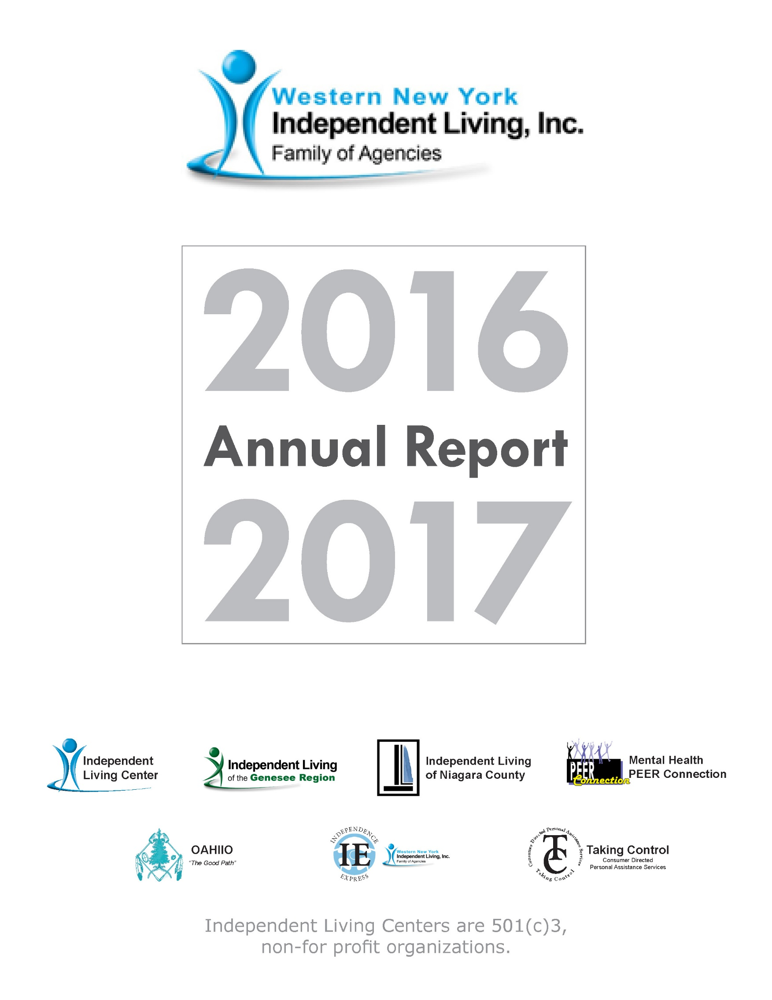 Western New York
Independent Living, Inc.
Family of Agencies
2016
Annual Report
2017
Independent
Living Center
Independent Living
of the Genesee Region
Independent Living
of Niagara County
PEER
Connection
Mental Health
PEER Connection
OAHIIO
"The Good Path"
INDEPENDENCE
IE
EXPRESS
Western New York
Independent Living, Inc.
Family of Agencies
Consumer Directed Personal Assistance Services
TC
Taking Control
Taking Control
Consumer Directed
Personal Assistance Services
Independent Living Centers are 501(c)3,
non-for profit organizations.